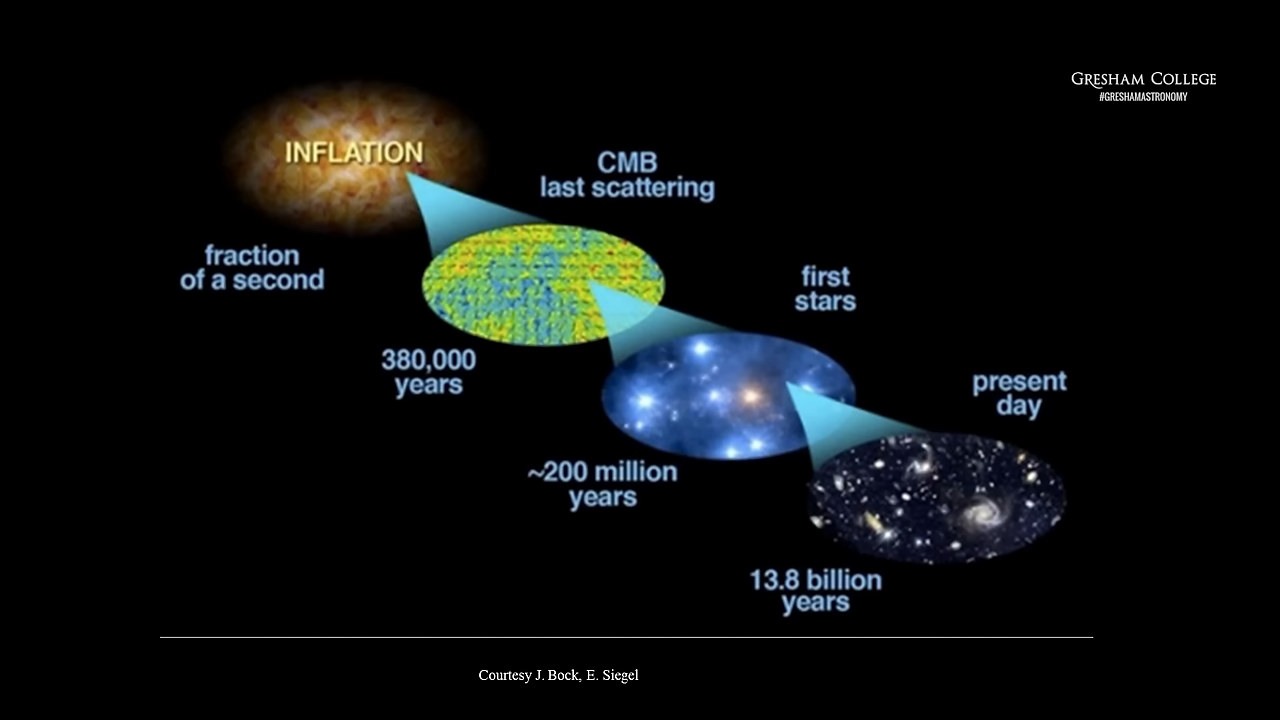 GRESHAM COLLEGE
#GRESHAMASTRONOMY
INFLATION
fraction
of a second
CMB
last scattering
380,000
years
first
stars
~200 million
years
present
day
13.8 billion
years
Courtesy J. Bock, E. Siegel